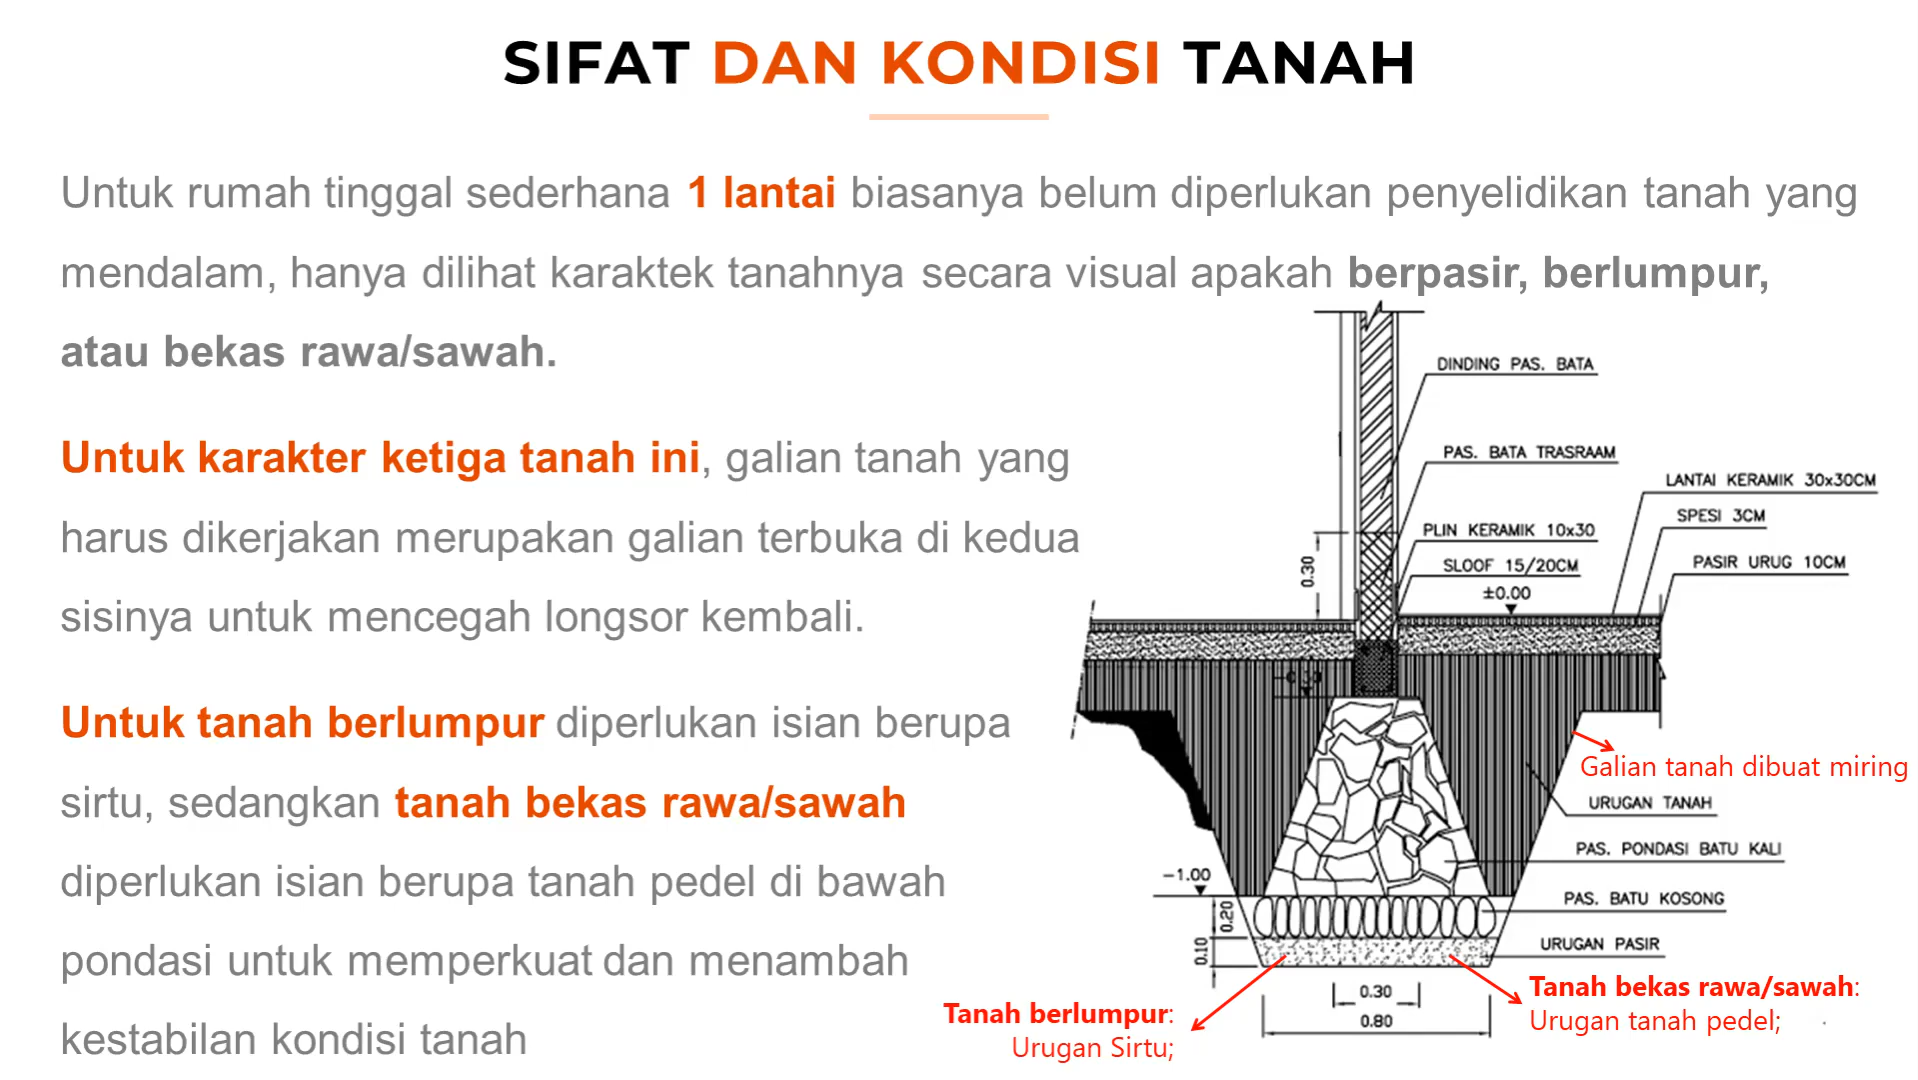 SIFAT DAN KONDISI TANAH
Untuk rumah tinggal sederhana 1 lantai biasanya belum diperlukan penyelidikan tanah yang
mendalam, hanya dilihat karaktek tanahnya secara visual apakah berpasir, berlumpur,
atau bekas rawa/sawah.
Untuk karakter ketiga tanah ini, galian tanah yang
harus dikerjakan merupakan galian terbuka di kedua
sisinya untuk mencegah longsor kembali.
Untuk tanah berlumpur diperlukan isian berupa
sirtu, sedangkan tanah bekas rawa/sawah
diperlukan isian berupa tanah pedel di bawah
pondasi untuk memperkuat dan menambah
kestabilan kondisi tanah
DINDING PAS. BATA
PAS. BATA TRASRAAM
LANTAI KERAMIK 30x30CM
SPESI 3CM
PLIN KERAMIK 10x30
PASIR URUG 10CM
SLOOF 15/20CM
0.30
±0.00
-0.30
Galian tanah dibuat miring
URUGAN TANAH
PAS. PONDASI BATU KALI
-1.00
PAS. BATU KOSONG
0.20
URUGAN PASIR
0.10
0.30
0.80
Tanah berlumpur:
Urugan Sirtu;
Tanah bekas rawa/sawah:
Urugan tanah pedel;